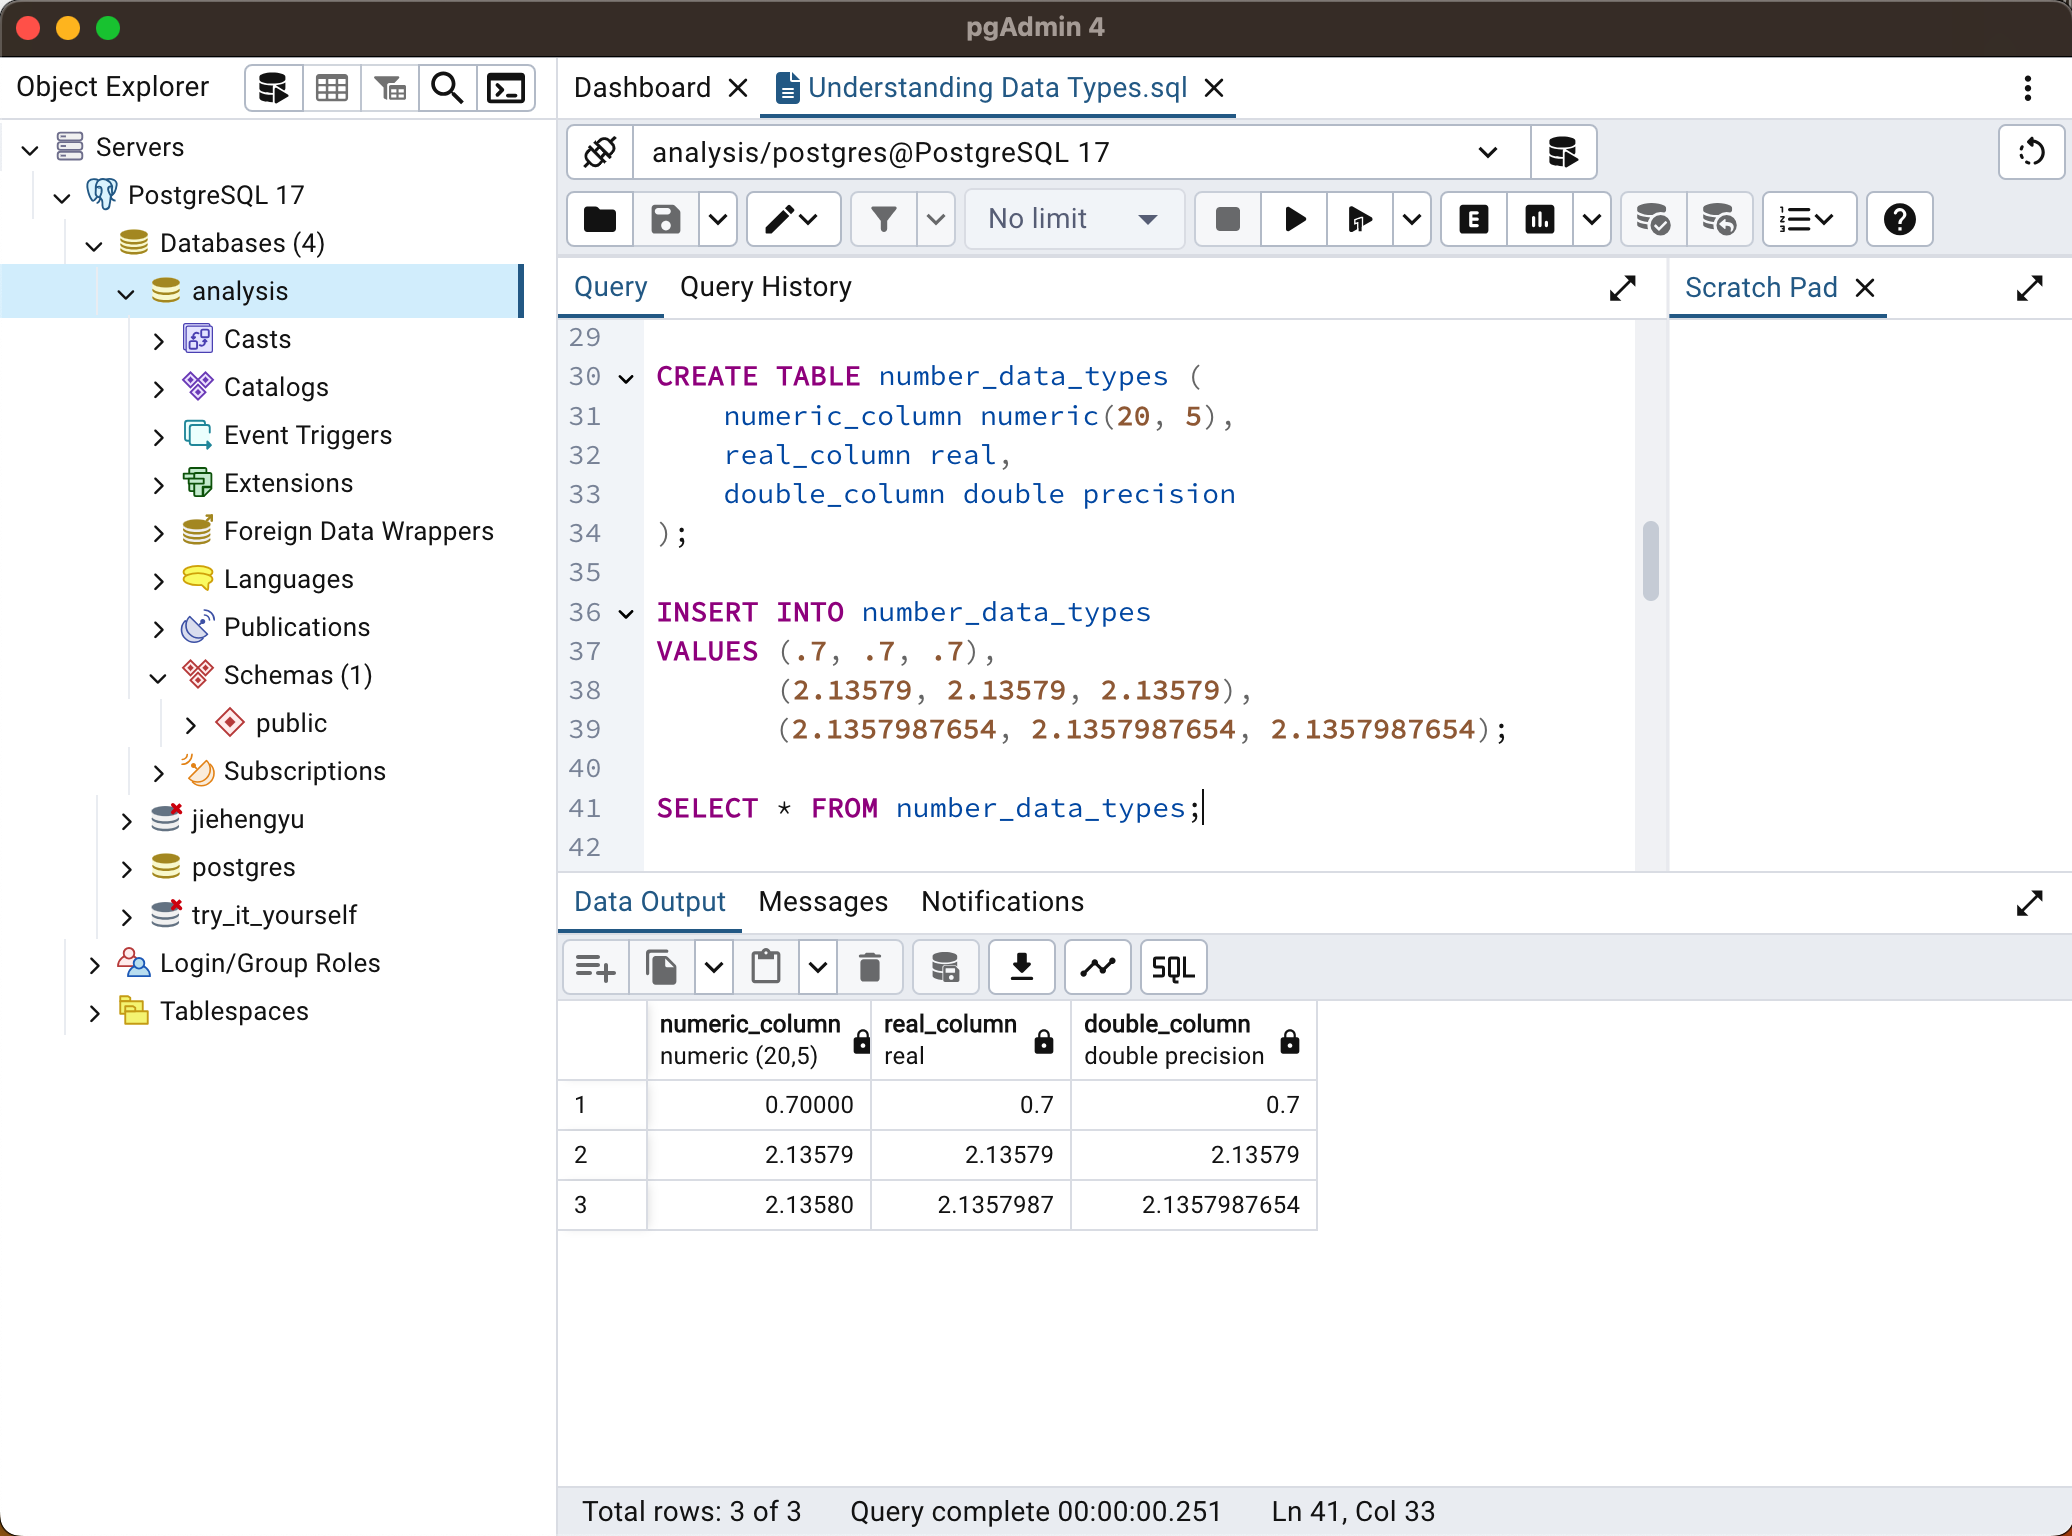 pgAdmin 4
Object Explorer
Servers
PostgreSQL 17
Databases (4)
analysis
Casts
Catalogs
Event Triggers
Extensions
Foreign Data Wrappers
Languages
Publications
Schemas (1)
public
Subscriptions
jiehengyu
postgres
try_it_yourself
Login/Group Roles
Tablespaces
Dashboard
Understanding Data Types.sql
analysis/postgres@PostgreSQL 17
No limit
E
Query Query History
Scratch Pad
29
30 CREATE TABLE number_data_types (
31 numeric_column numeric(20, 5),
32 real_column real,
33 double_column double precision
34 );
35
36 INSERT INTO number_data_types
37 VALUES (.7, .7, .7),
38 (2.13579, 2.13579, 2.13579),
39 (2.1357987654, 2.1357987654, 2.1357987654);
40
41 SELECT * FROM number_data_types;
42
Data Output Messages Notifications
SQL
numeric_column real_column double_column
numeric (20,5) real double precision
1 0.70000 0.7 0.7
2 2.13579 2.13579 2.13579
3 2.13580 2.1357987 2.1357987654
Total rows: 3 of 3 Query complete 00:00:00.251 Ln 41, Col 33